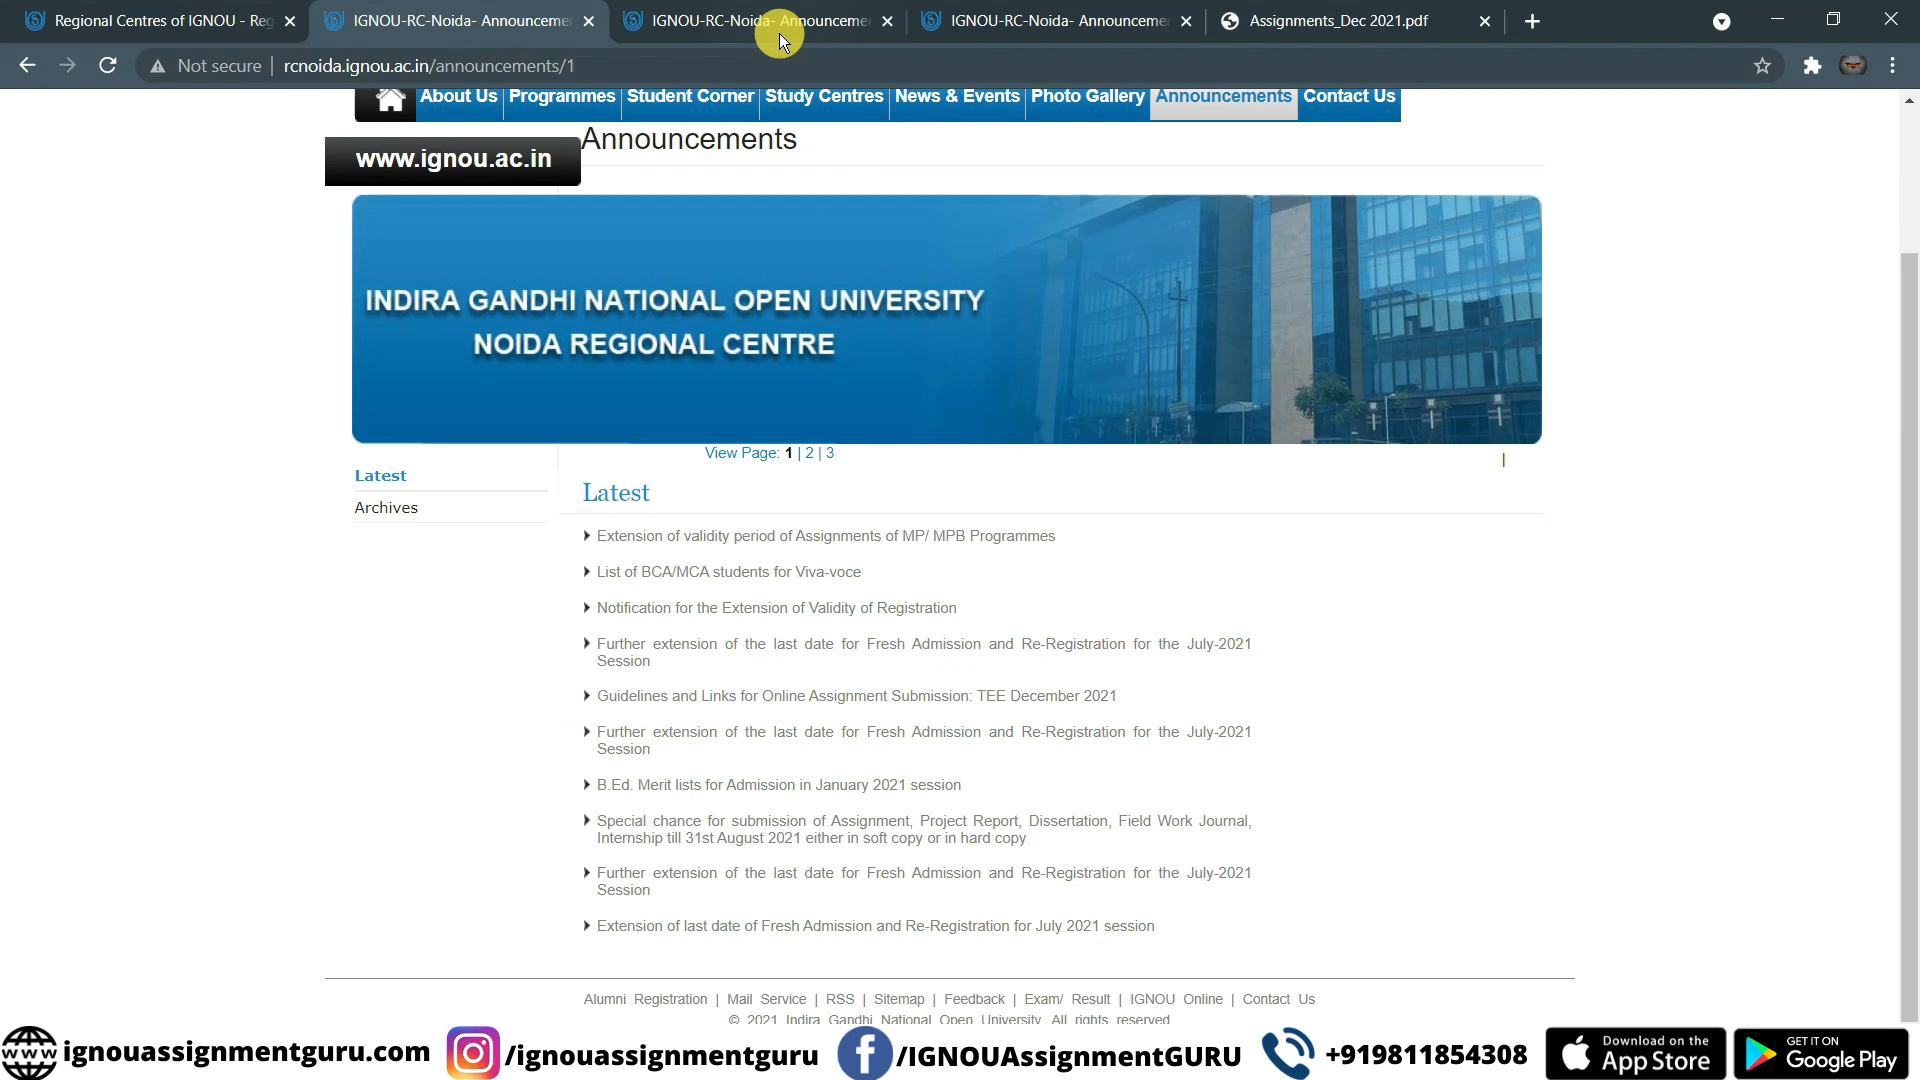 Regional Centres of IGNOU - Reg
IGNOU-RC-Noida- Announcemen
IGNOU-RC-Noida- Announcemen
IGNOU-RC-Noida- Announcemen
Assignments_Dec 2021.pdf
Not secure
rcnoida.ignou.ac.in/announcements/1
About Us
Programmes
Student Corner
Study Centres
News & Events
Photo Gallery
Announcements
Contact Us
www.ignou.ac.in
Announcements
INDIRA GANDHI NATIONAL OPEN UNIVERSITY
NOIDA REGIONAL CENTRE
View Page: 1 | 2 | 3
|
Latest
Archives
Latest
Extension of validity period of Assignments of MP/ MPB Programmes
List of BCA/MCA students for Viva-voce
Notification for the Extension of Validity of Registration
Further extension of the last date for Fresh Admission and Re-Registration for the July-2021
Session
Guidelines and Links for Online Assignment Submission: TEE December 2021
Further extension of the last date for Fresh Admission and Re-Registration for the July-2021
Session
B.Ed. Merit lists for Admission in January 2021 session
Special chance for submission of Assignment, Project Report, Dissertation, Field Work Journal,
Internship till 31st August 2021 either in soft copy or in hard copy
Further extension of the last date for Fresh Admission and Re-Registration for the July-2021
Session
Extension of last date of Fresh Admission and Re-Registration for July 2021 session
Alumni Registration | Mail Service | RSS | Sitemap | Feedback | Exam/ Result | IGNOU Online | Contact Us
© 2021 Indira Gandhi National Open University. All rights reserved
www
ignouassignmentguru.com
/ignouassignmentguru
/IGNOUAssignmentGURU
+919811854308
Download on the
App Store
GET IT ON
Google Play